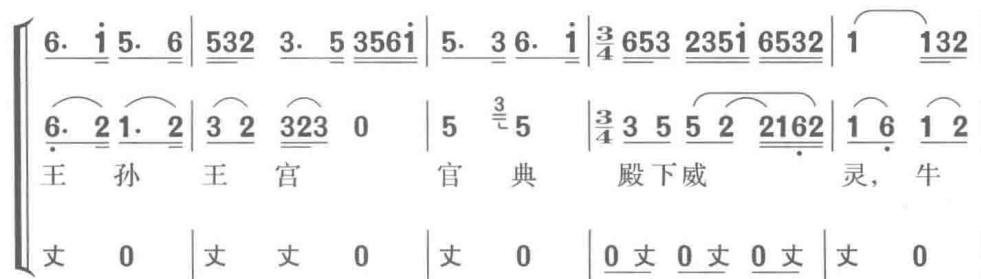 6. i 5. 6 | 532 3. 5 3561 | 5. 3 6. i | 3/4 653 2351 6532 | 1 132
6. 2 1. 2 | 3 2 323 0 | 5 3 5 | 3/4 3 5 5 2 2162 | 1 6 1 2
王 孙 王 宫 官 典 殿 下 威 灵, 牛
丈 0 | 丈 丈 0 | 丈 0 | 0 丈 0 丈 0 丈 | 丈 0